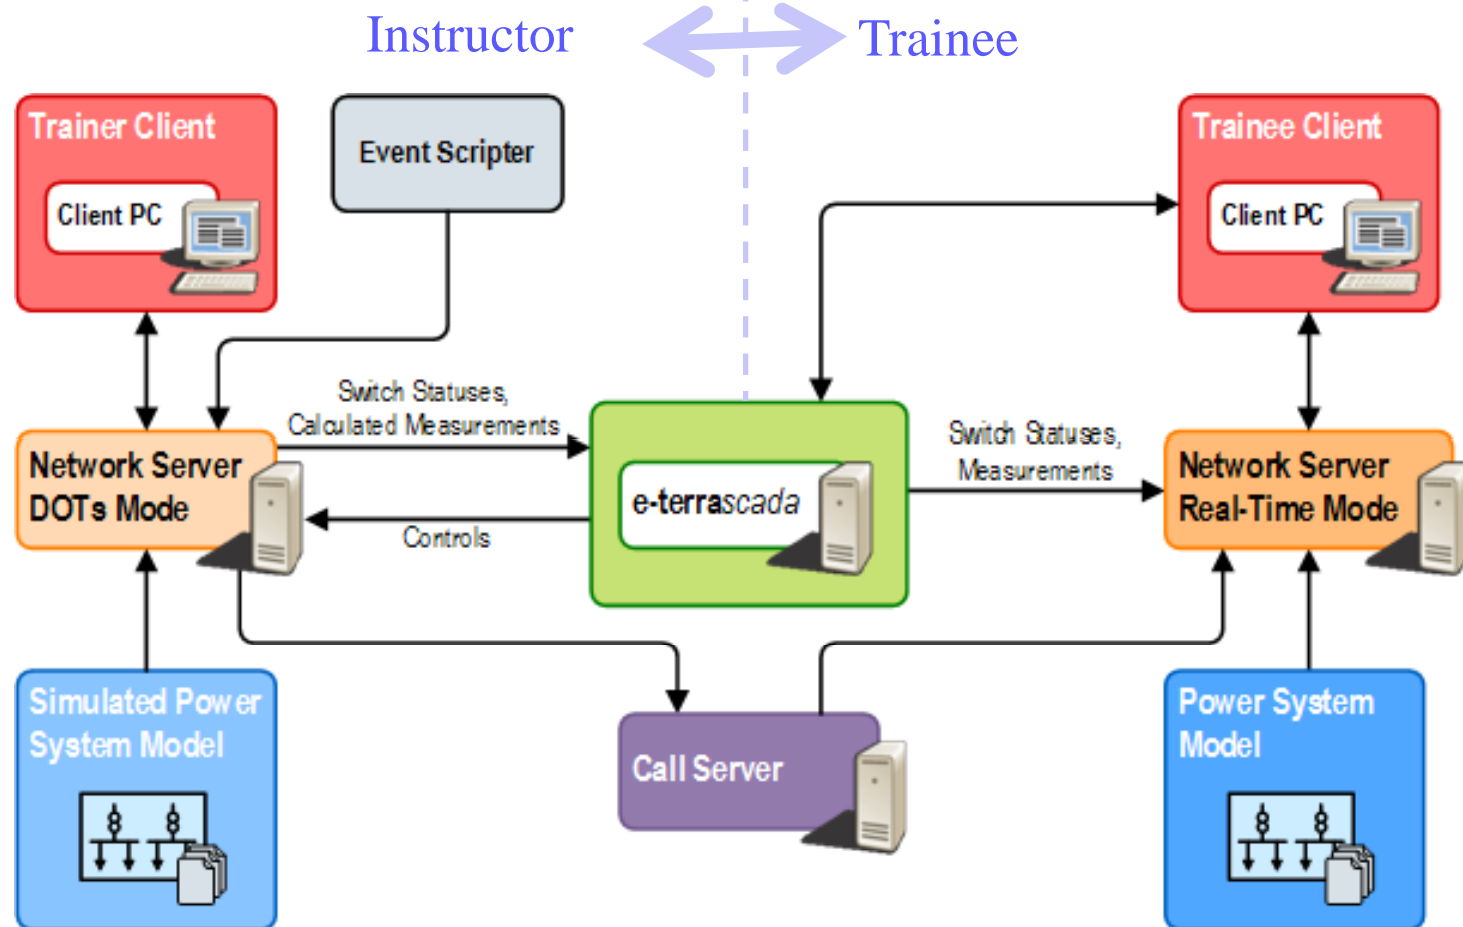 Instructor
Trainee
Trainer Client
Client PC
Event Scripter
Trainee Client
Client PC
Switch Statuses,
Calculated Measurements
Network Server
DOTs Mode
Controls
e-terrascada
Switch Statuses,
Measurements
Network Server
Real-Time Mode
Simulated Power
System Model
Call Server
Power System
Model